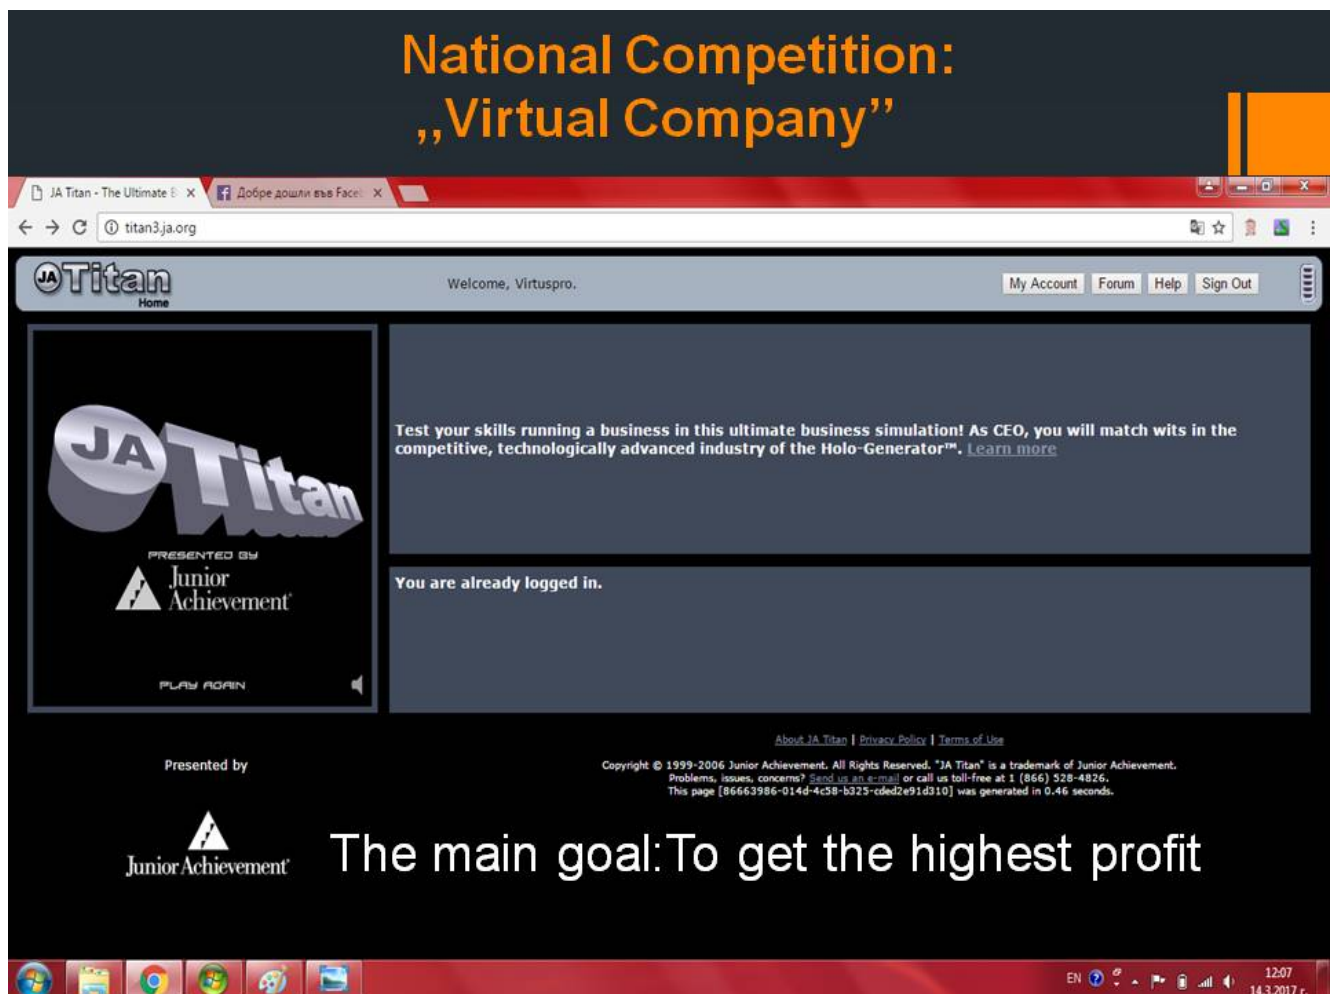 National Competition:
,,Virtual Company’’
JA Titan - The Ultimate B
Добре дошли във Faceb
titan3.ja.org
JA Titan
Home
Welcome, Virtuspro.
My Account
Forum
Help
Sign Out
JA Titan
PRESENTED BY
Junior
Achievement
PLAY AGAIN
Test your skills running a business in this ultimate business simulation! As CEO, you will match wits in the
competitive, technologically advanced industry of the Holo-Generator™. Learn more
You are already logged in.
About JA Titan | Privacy Policy | Terms of Use
Copyright © 1999-2006 Junior Achievement. All Rights Reserved. "JA Titan" is a trademark of Junior Achievement.
Problems, issues, concerns? Send us an e-mail or call us toll-free at 1 (866) 528-4826.
This page [86663986-014d-4c58-b325-cded2e91d310] was generated in 0.46 seconds.
Presented by
Junior Achievement
The main goal:To get the highest profit
EN
12:07
14.3.2017 г.